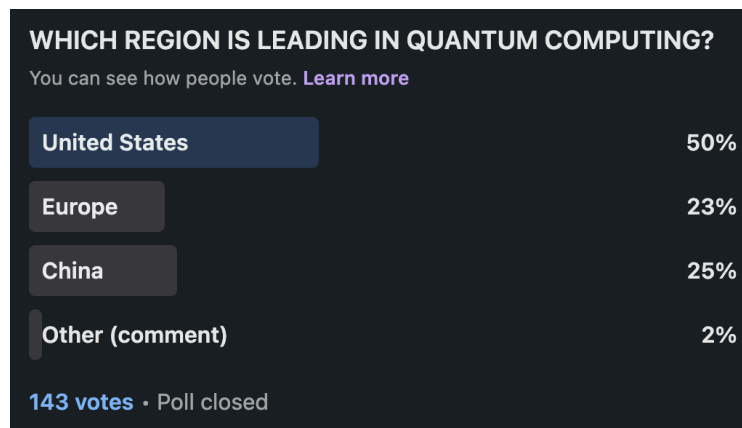 WHICH REGION IS LEADING IN QUANTUM COMPUTING?
You can see how people vote. Learn more
United States 50%
Europe 23%
China 25%
Other (comment) 2%
143 votes • Poll closed